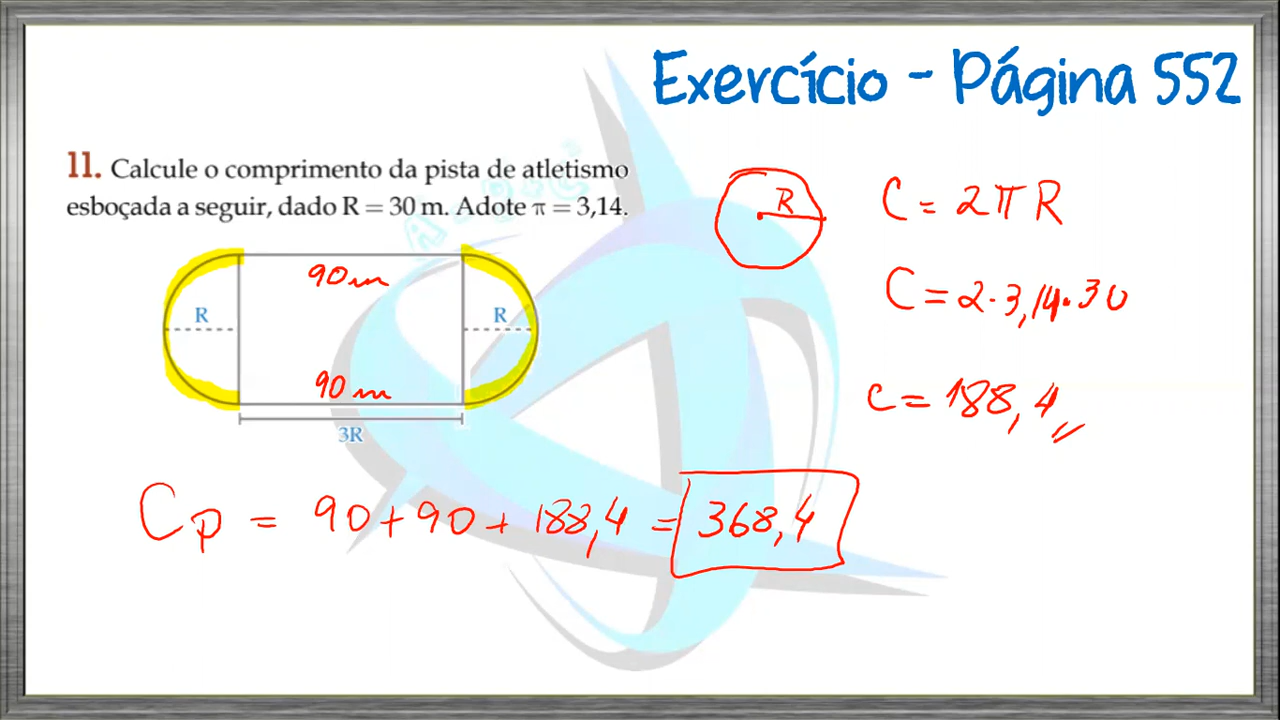 Exercício - Página 552
11. Calcule o comprimento da pista de atletismo
esboçada a seguir, dado R = 30 m. Adote π = 3,14.
90 m
R
R
90 m
3R
R
C = 2πR
C = 2·3,14·30
C = 188,4
Cp = 90 + 90 + 188,4 = 368,4